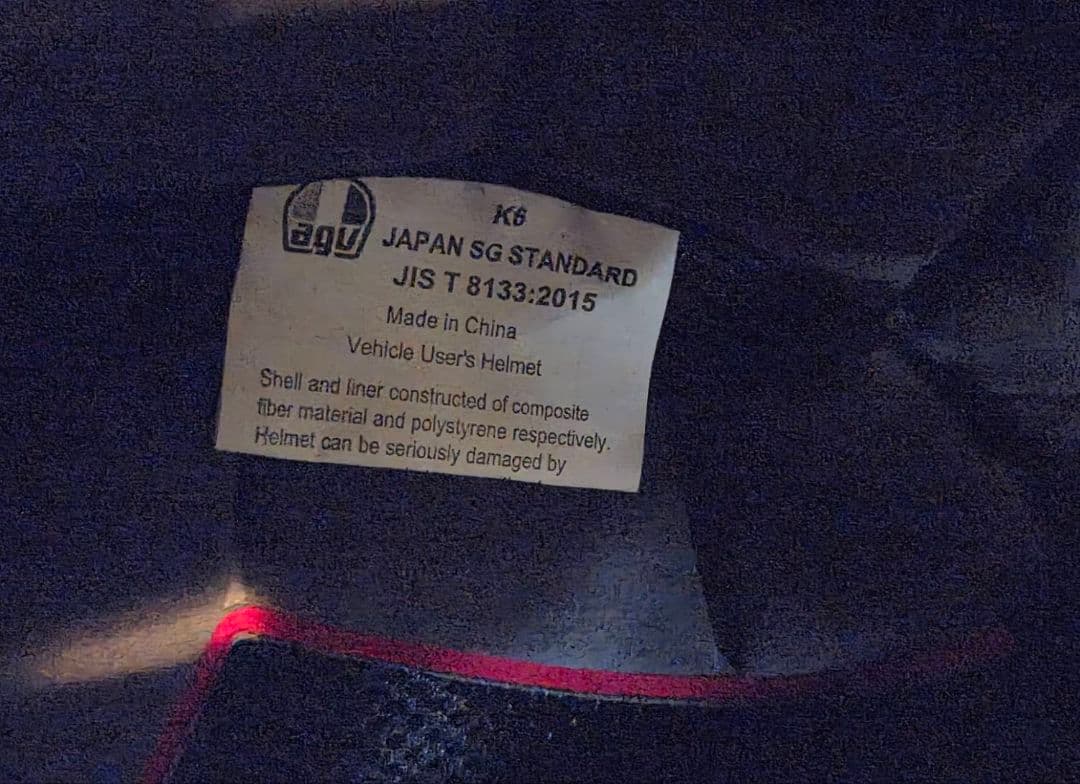 K6
agv
JAPAN SG STANDARD
JIS T 8133:2015
Made in China
Vehicle User's Helmet
Shell and liner constructed of composite
fiber material and polystyrene respectively.
Helmet can be seriously damaged by